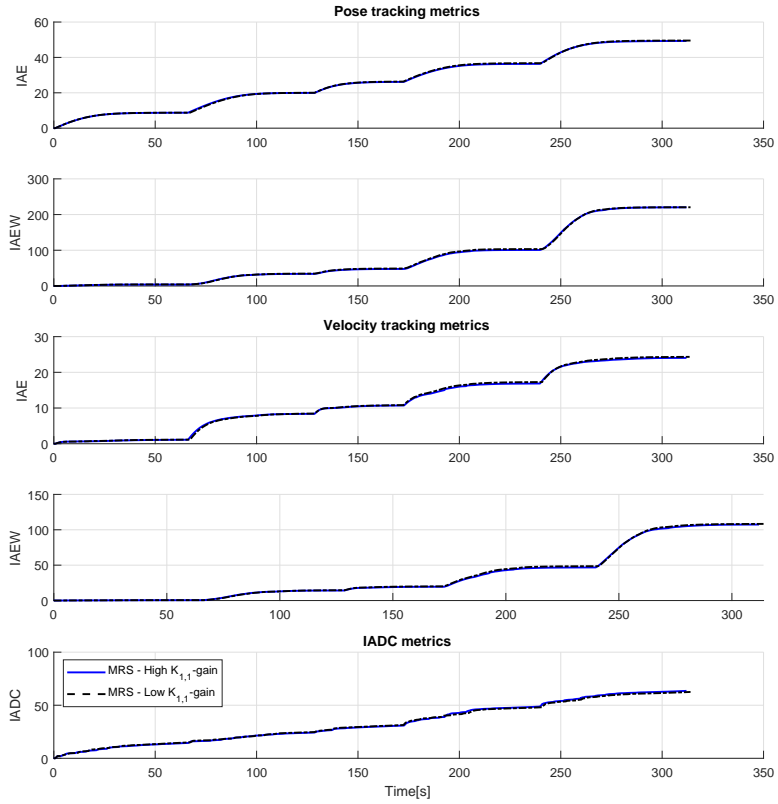 Pose tracking metrics
60
40
20
0
IAE
0 50 100 150 200 250 300 350
300
200
100
0
IAEW
0 50 100 150 200 250 300 350
Velocity tracking metrics
30
20
10
0
IAE
0 50 100 150 200 250 300 350
150
100
50
0
IAEW
0 50 100 150 200 250 300
IADC metrics
100
50
0
IADC
MRS - High K1,1-gain
MRS - Low K1,1-gain
0 50 100 150 200 250 300 350
Time[s]